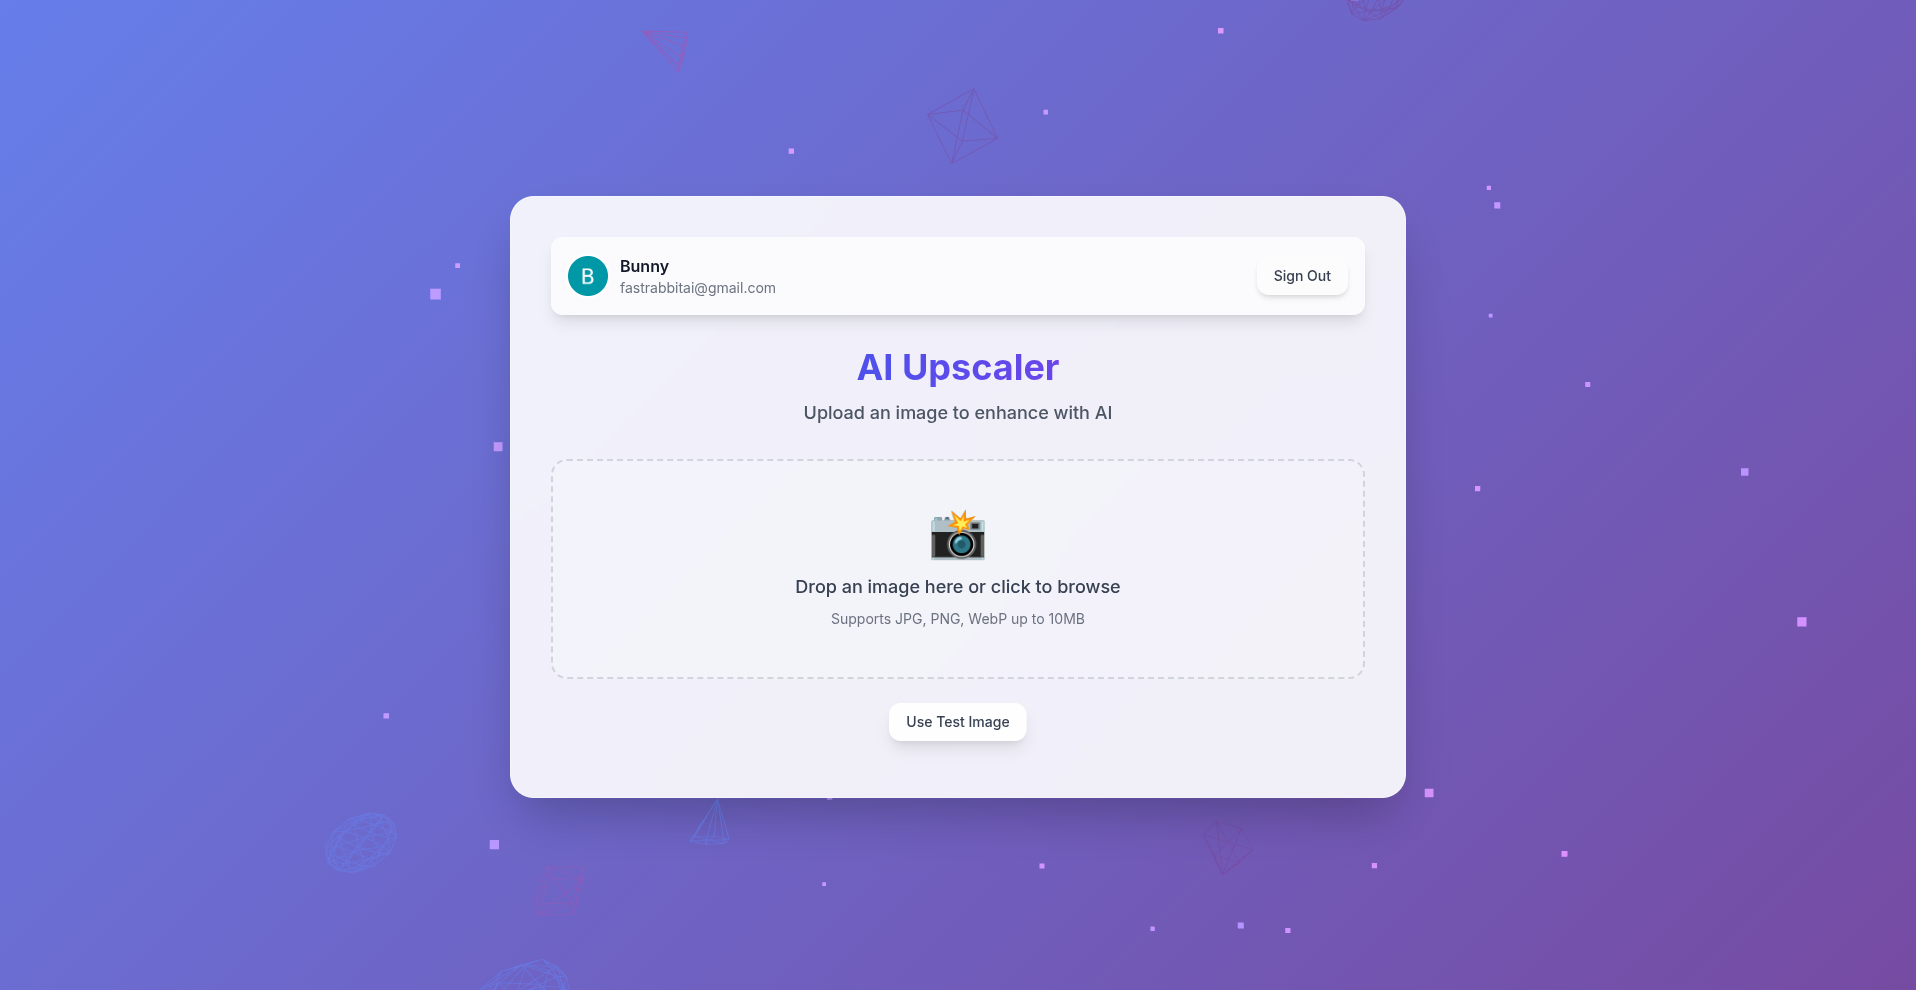 B
Bunny
fastrabbitai@gmail.com
Sign Out
AI Upscaler
Upload an image to enhance with AI
Drop an image here or click to browse
Supports JPG, PNG, WebP up to 10MB
Use Test Image